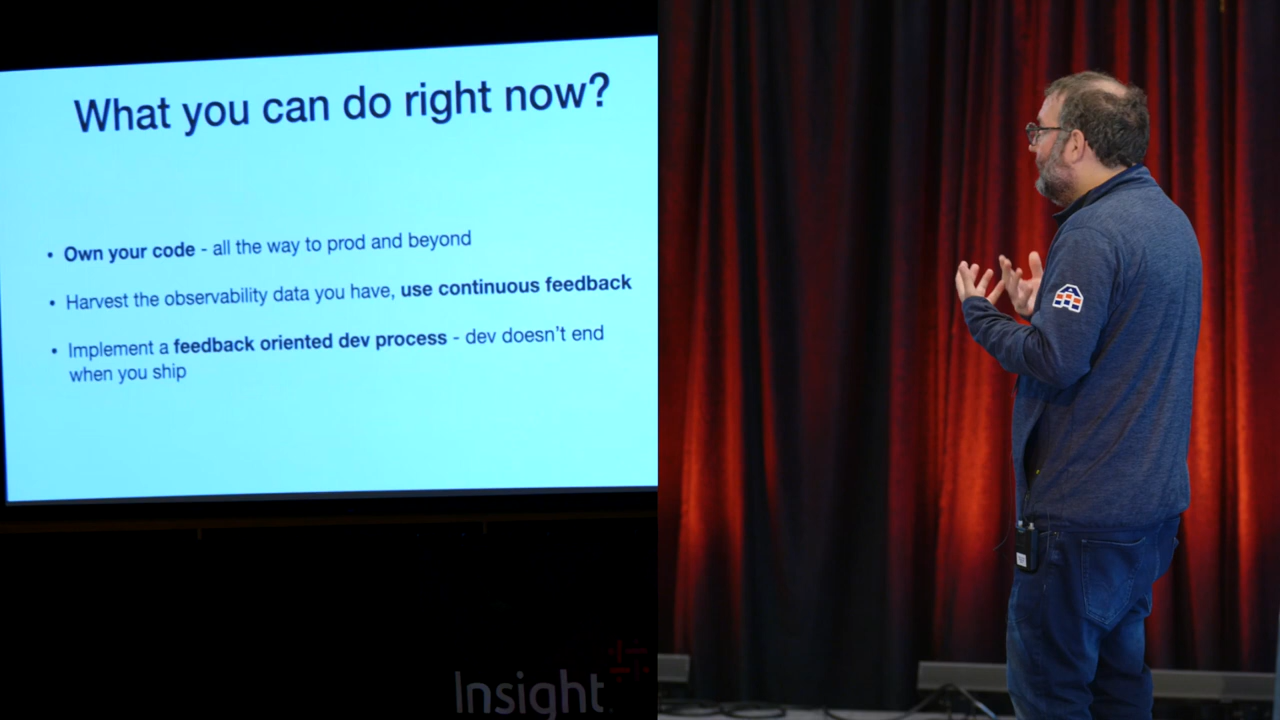 What you can do right now?
• Own your code - all the way to prod and beyond
• Harvest the observability data you have, use continuous feedback
• Implement a feedback oriented dev process - dev doesn't end
when you ship
Insight